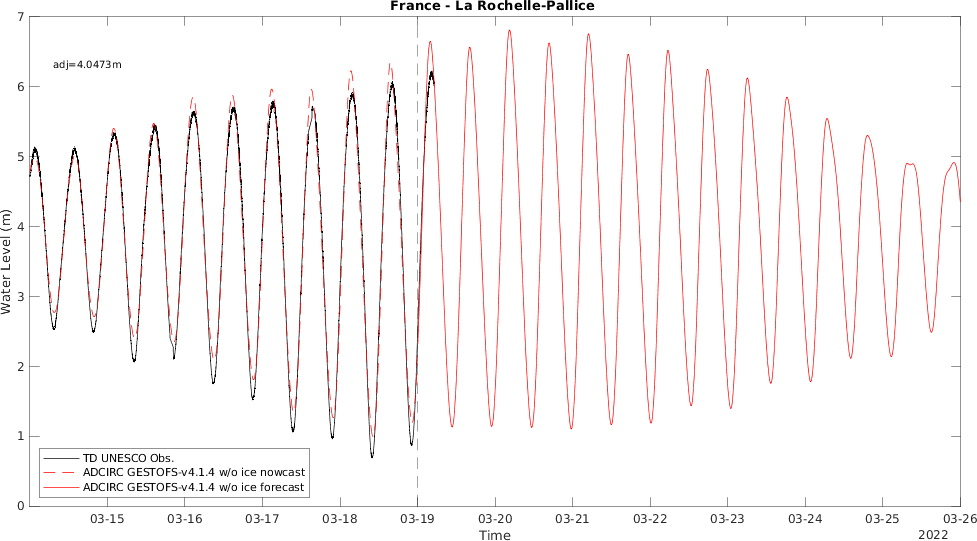 France - La Rochelle-Pallice
7
6
5
4
3
2
1
0
Water Level (m)
adj=4.0473m
TD UNESCO Obs.
ADCIRC GESTOFS-v4.1.4 w/o ice nowcast
ADCIRC GESTOFS-v4.1.4 w/o ice forecast
03-15 03-16 03-17 03-18 03-19 03-20 03-21 03-22 03-23 03-24 03-25 03-26
Time
2022